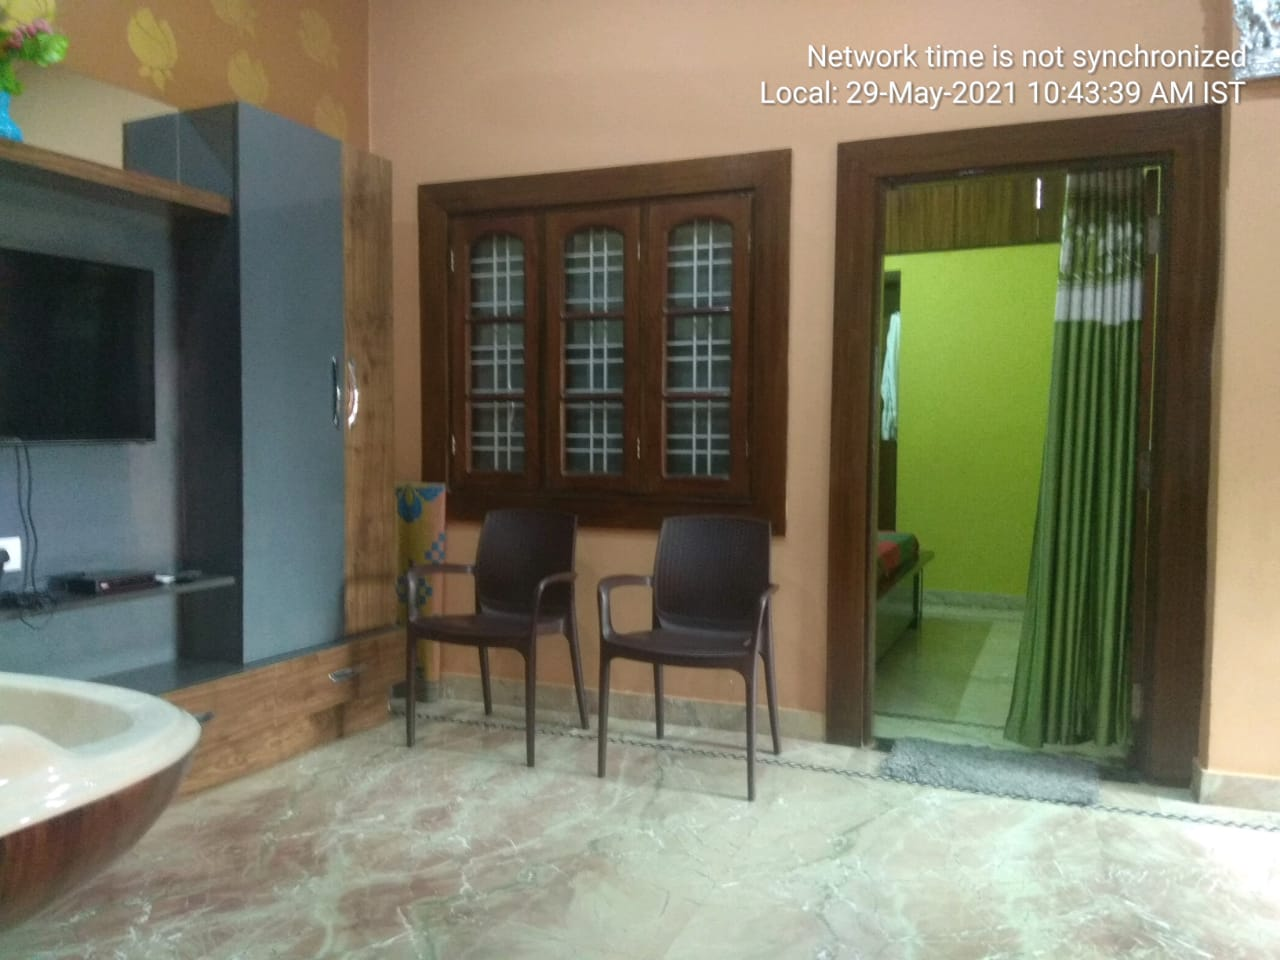 Network time is not synchronized
Local: 29-May-2021 10:43:39 AM IST